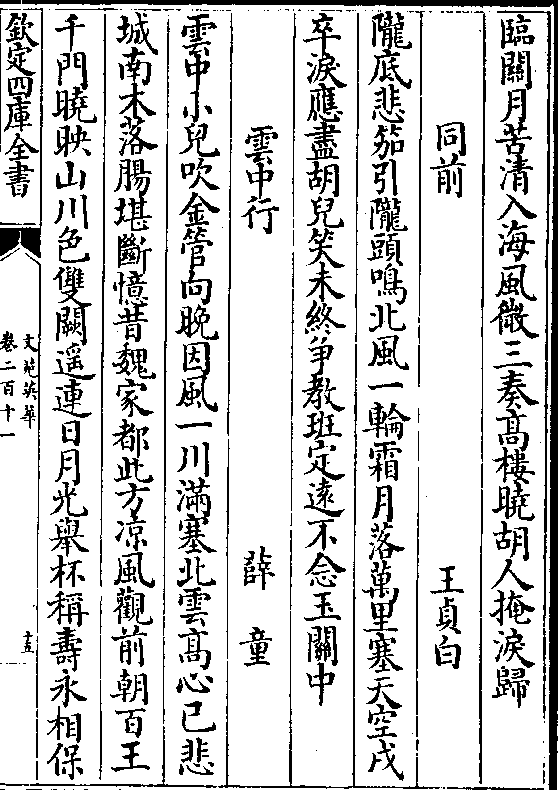 臨關月苦清入海風微三奏髙樓曉胡人掩淚歸
同前 王貞白
隴底悲笳引隴頭鳴北風一輪霜月落萬里塞天空戍
卒淚應盡胡兒笑未終爭教班定遠不念玉關中
雲中行 薛童
雲中小兒吹金管向晚因風一川滿塞北雲髙心已悲
城南木落腸堪斷憶昔魏家都此方凉風觀前朝百王
千門曉映山川色雙闕遥連日月光舉杯稱壽永相保
欽定四庫全書
文苑英華
卷二百十一
十五